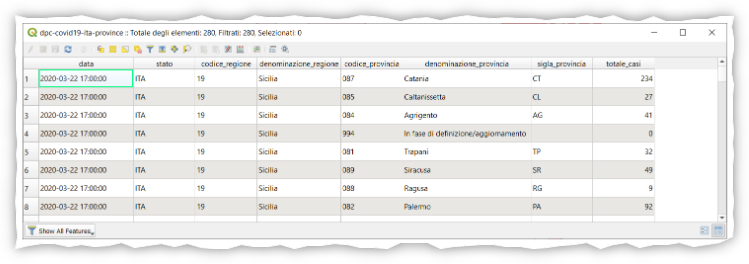 dpc-covid19-ita-province :: Totale degli elementi: 280, Filtrati: 280, Selezionati: 0
data stato codice_regione denominazione_regione codice_provincia denominazione_provincia sigla_provincia totale_casi
1 2020-03-22 17:00:00 ITA 19 Sicilia 087 Catania CT 234
2 2020-03-22 17:00:00 ITA 19 Sicilia 085 Caltanissetta CL 27
3 2020-03-22 17:00:00 ITA 19 Sicilia 084 Agrigento AG 41
4 2020-03-22 17:00:00 ITA 19 Sicilia 994 In fase di definizione/aggiornamento 0
5 2020-03-22 17:00:00 ITA 19 Sicilia 081 Trapani TP 32
6 2020-03-22 17:00:00 ITA 19 Sicilia 089 Siracusa SR 49
7 2020-03-22 17:00:00 ITA 19 Sicilia 088 Ragusa RG 9
8 2020-03-22 17:00:00 ITA 19 Sicilia 082 Palermo PA 92
Show All Features